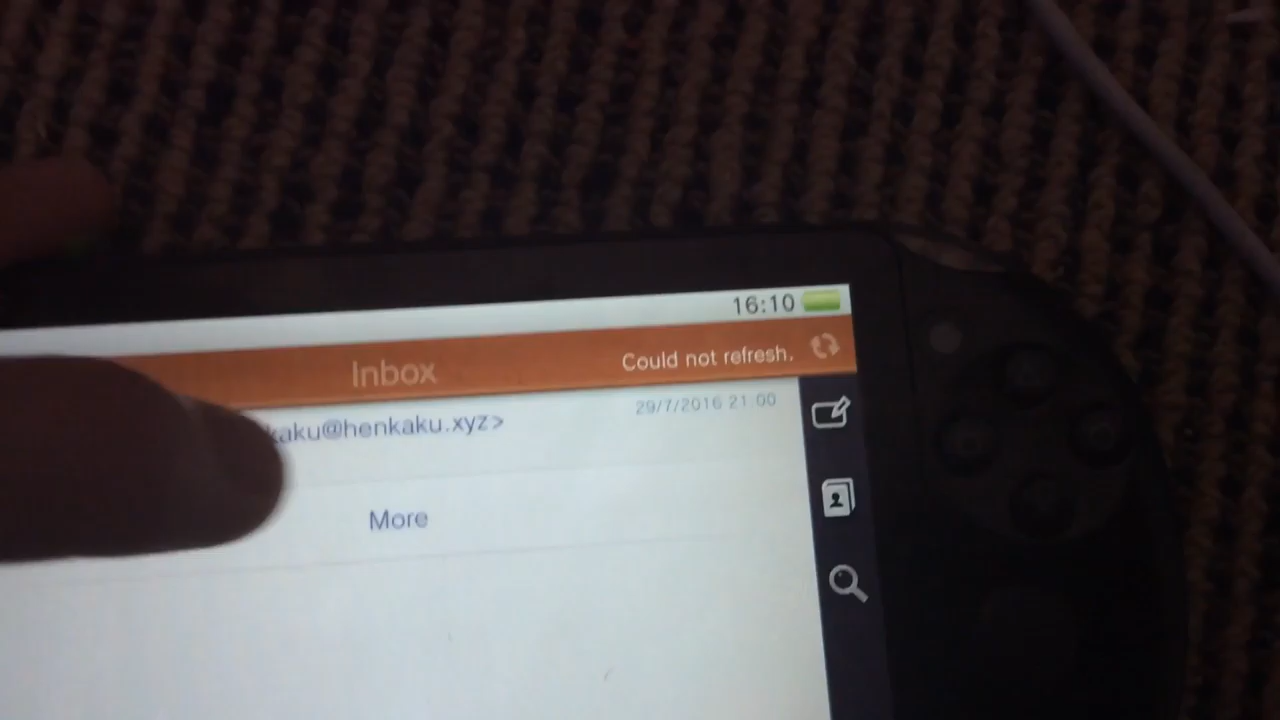 16:10
Inbox
Could not refresh.
kaku@henkaku.xyz>
29/7/2016 21:00
More